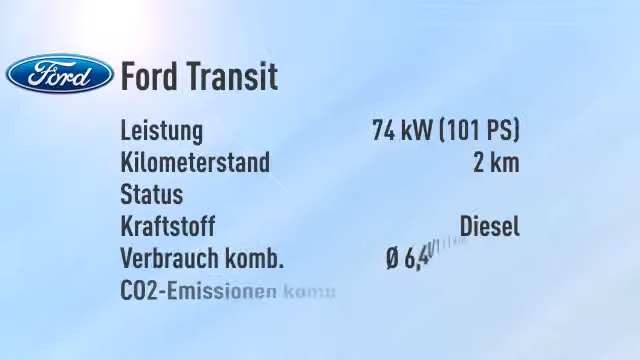 Ford
Ford Transit
Leistung 74 kW (101 PS)
Kilometerstand 2 km
Status
Kraftstoff Diesel
Verbrauch komb. Ø 6,4
CO2-Emissionen komb